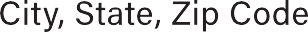 City, State, Zip Code